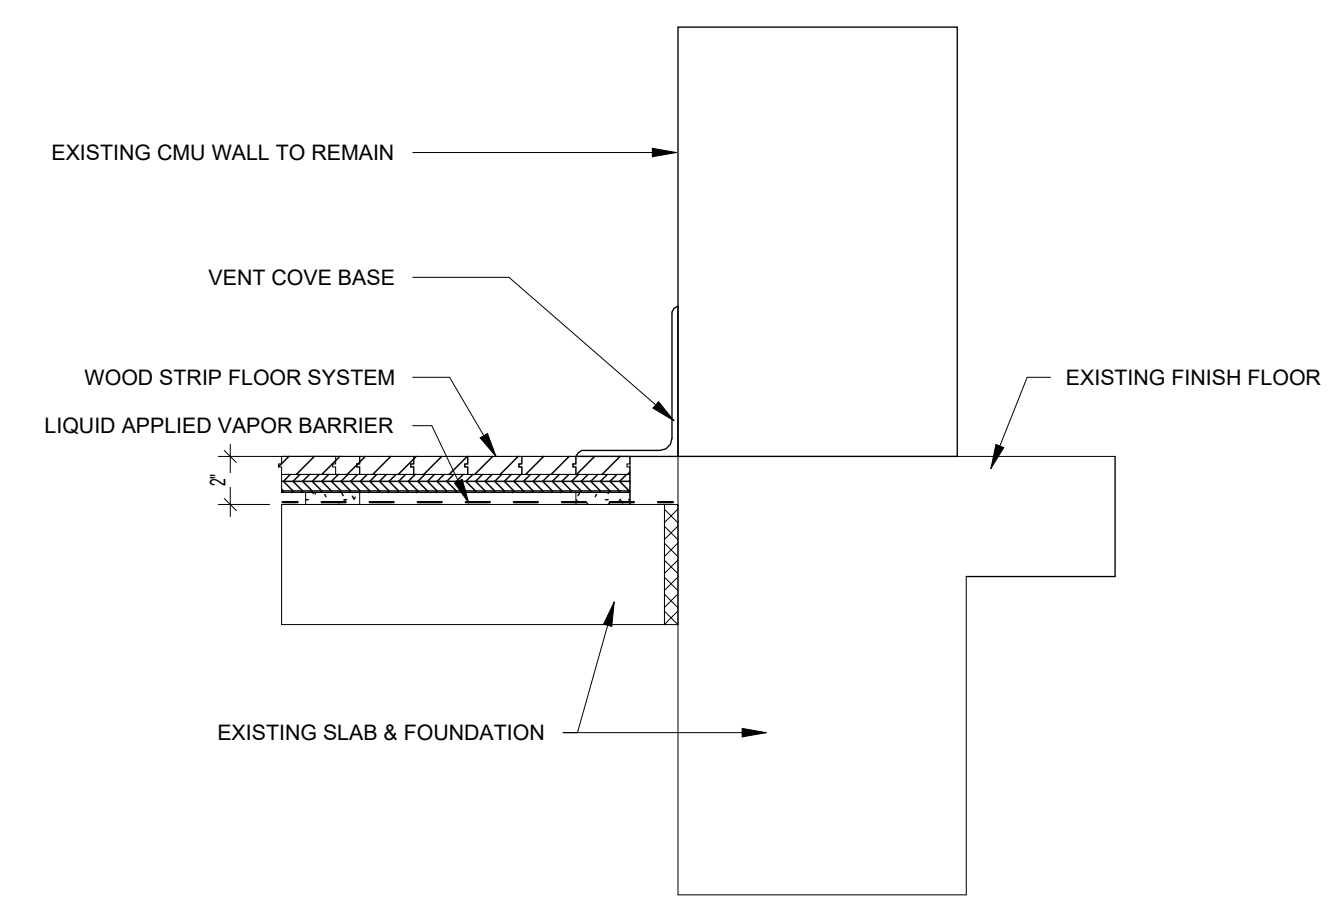 EXISTING CMU WALL TO REMAIN
VENT COVE BASE
WOOD STRIP FLOOR SYSTEM
EXISTING FINISH FLOOR
LIQUID APPLIED VAPOR BARRIER
2"
EXISTING SLAB & FOUNDATION